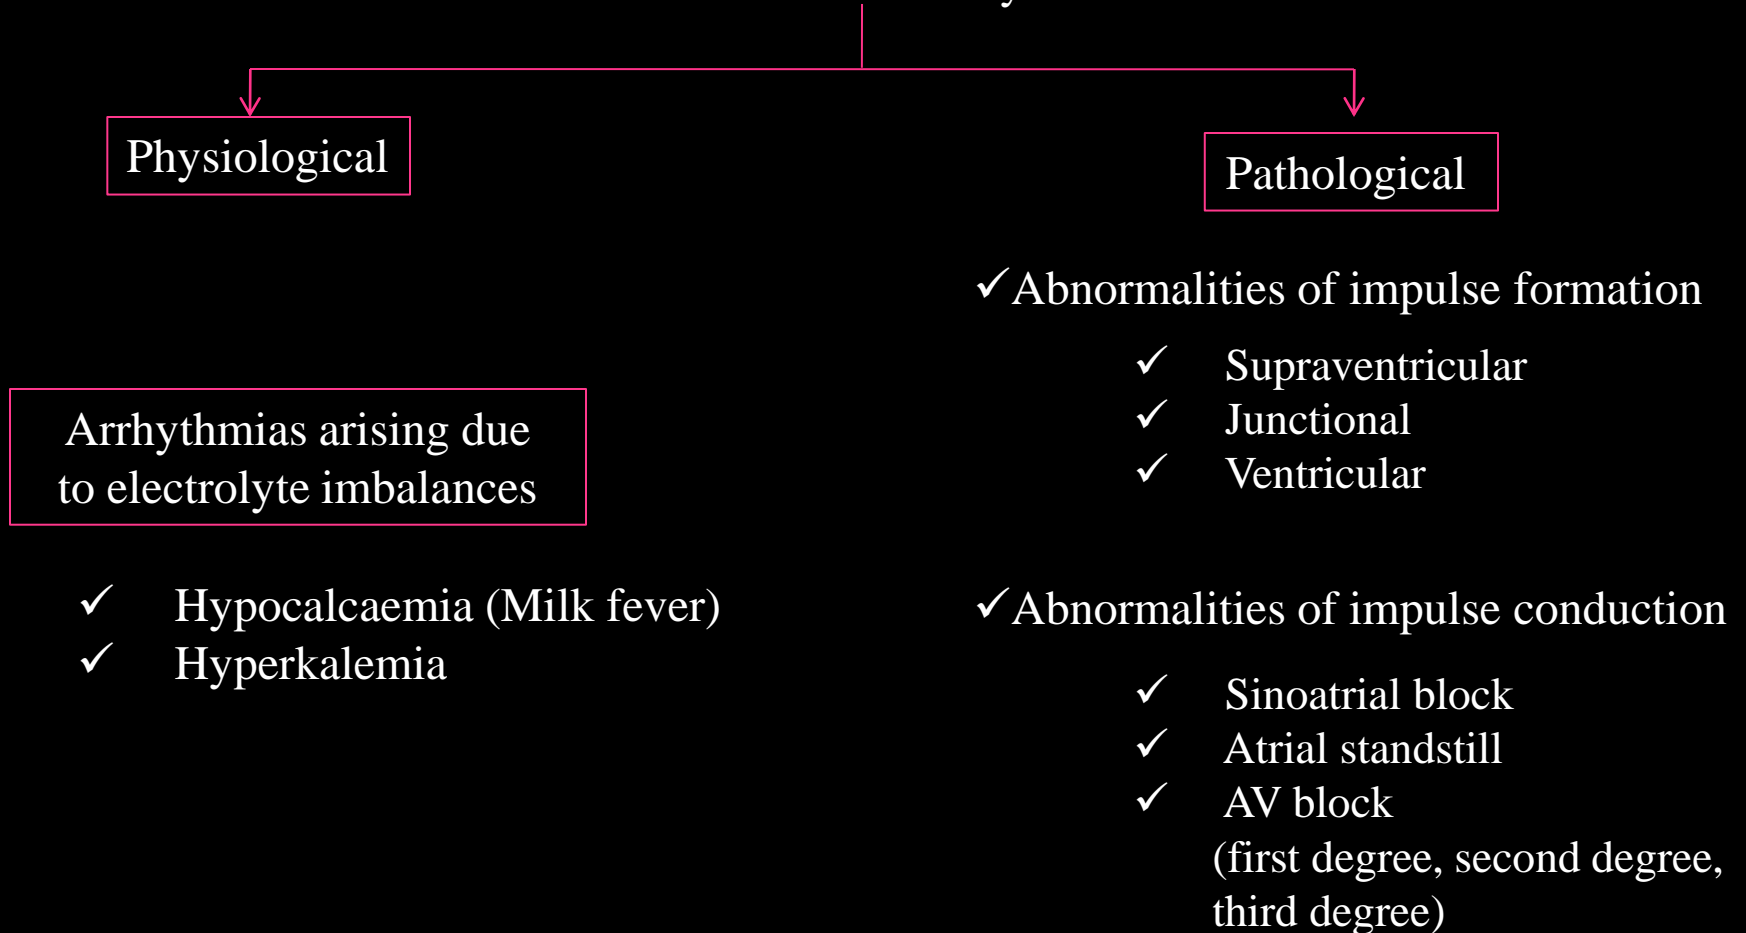 Physiological
Pathological
✓Abnormalities of impulse formation
✓ Supraventricular
✓ Junctional
✓ Ventricular
Arrhythmias arising due
to electrolyte imbalances
✓ Hypocalcaemia (Milk fever)
✓ Hyperkalemia
✓Abnormalities of impulse conduction
✓ Sinoatrial block
✓ Atrial standstill
✓ AV block
(first degree, second degree,
third degree)